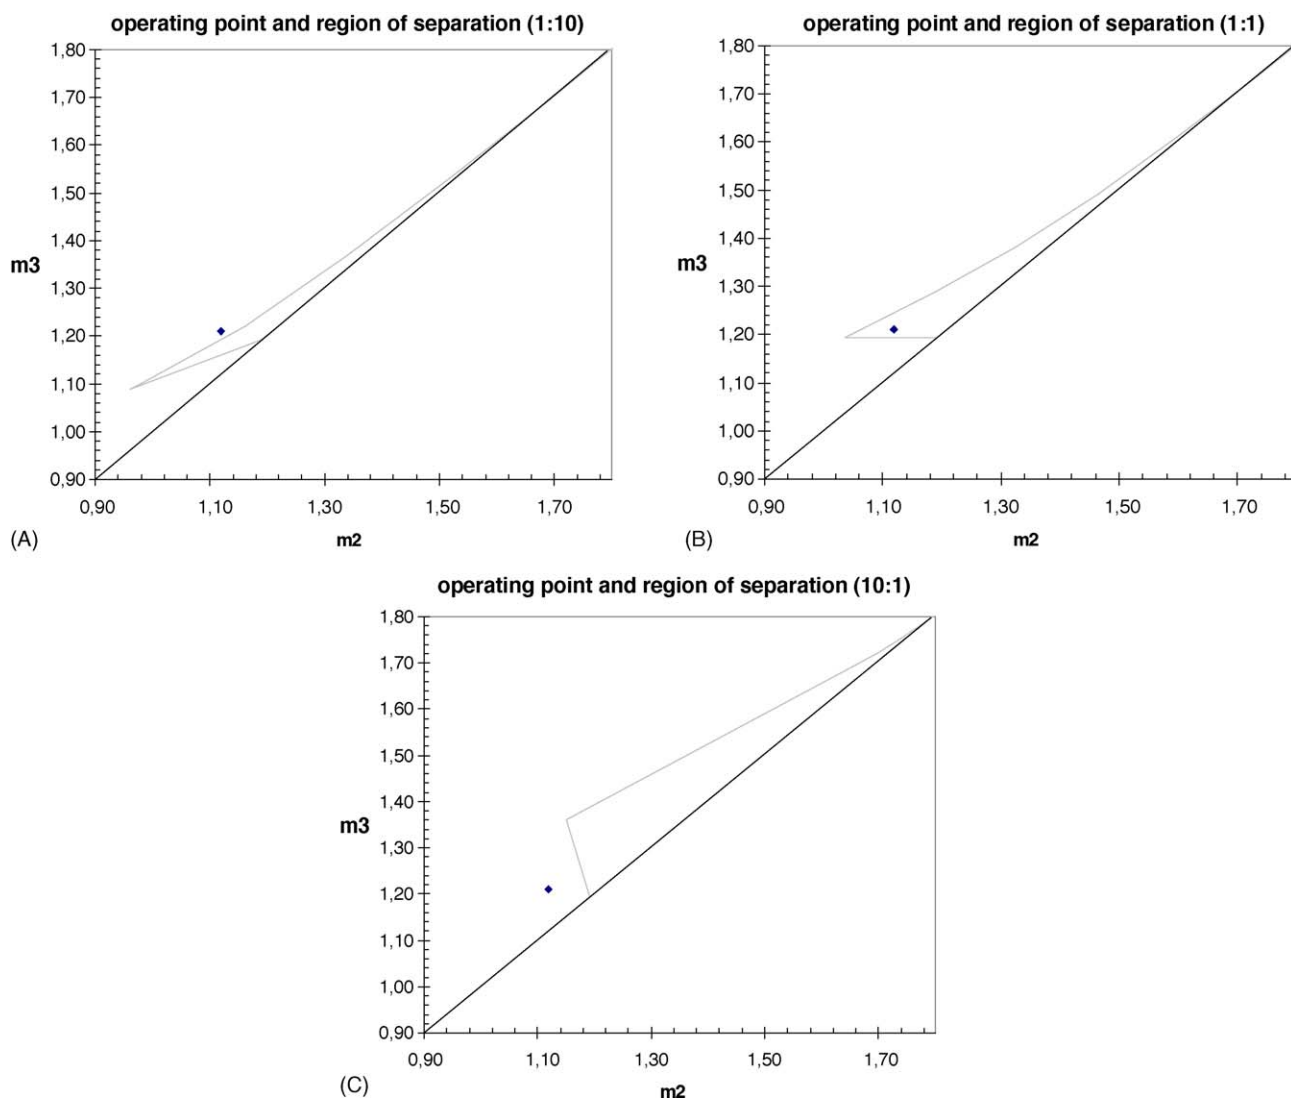 operating point and region of separation (1:10)
1,80
1,70
1,60
1,50
1,40
m3
1,30
1,20
1,10
1,00
0,90
0,90 1,10 1,30 1,50 1,70
(A)
m2
operating point and region of separation (1:1)
1,80
1,70
1,60
1,50
1,40
m3
1,30
1,20
1,10
1,00
0,90
0,90 1,10 1,30 1,50 1,70
(B)
m2
operating point and region of separation (10:1)
1,80
1,70
1,60
1,50
1,40
m3
1,30
1,20
1,10
1,00
0,90
0,90 1,10 1,30 1,50 1,70
(C)
m2